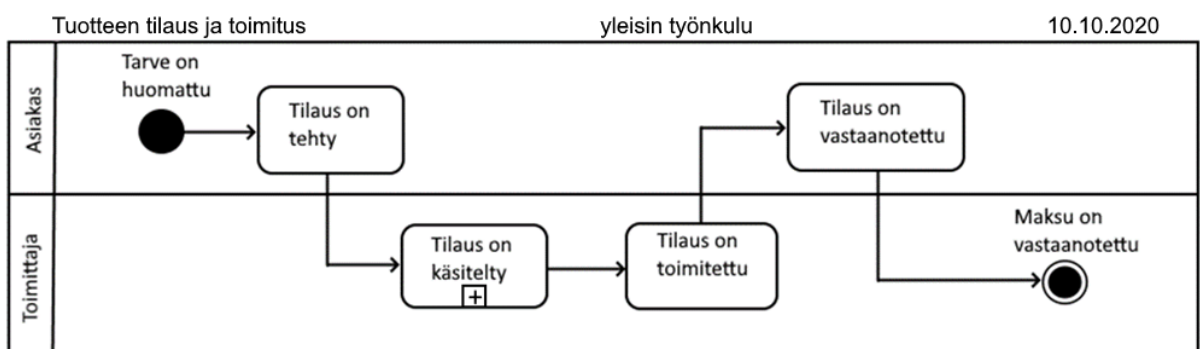 Tuotteen tilaus ja toimitus
yleisin työnkulu
10.10.2020
Asiakas
Tarve on
huomattu
Tilaus on
tehty
Tilaus on
vastaanotettu
Toimittaja
Tilaus on
käsitelty
Tilaus on
toimitettu
Maksu on
vastaanotettu